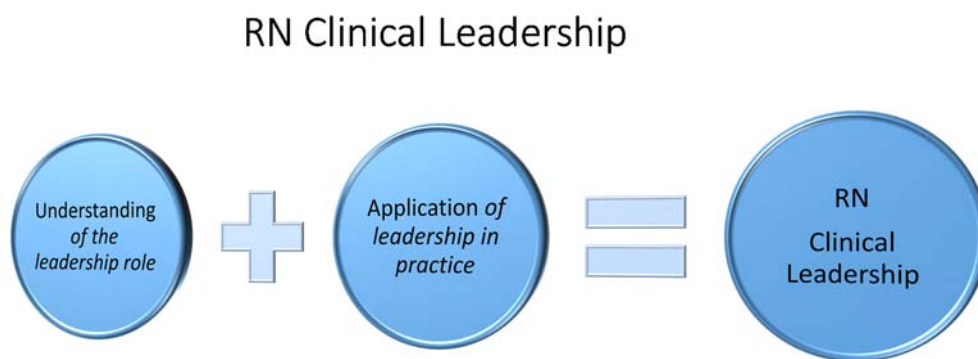 RN Clinical Leadership
Understanding
of the
leadership role
Application of
leadership in
practice
RN
Clinical
Leadership